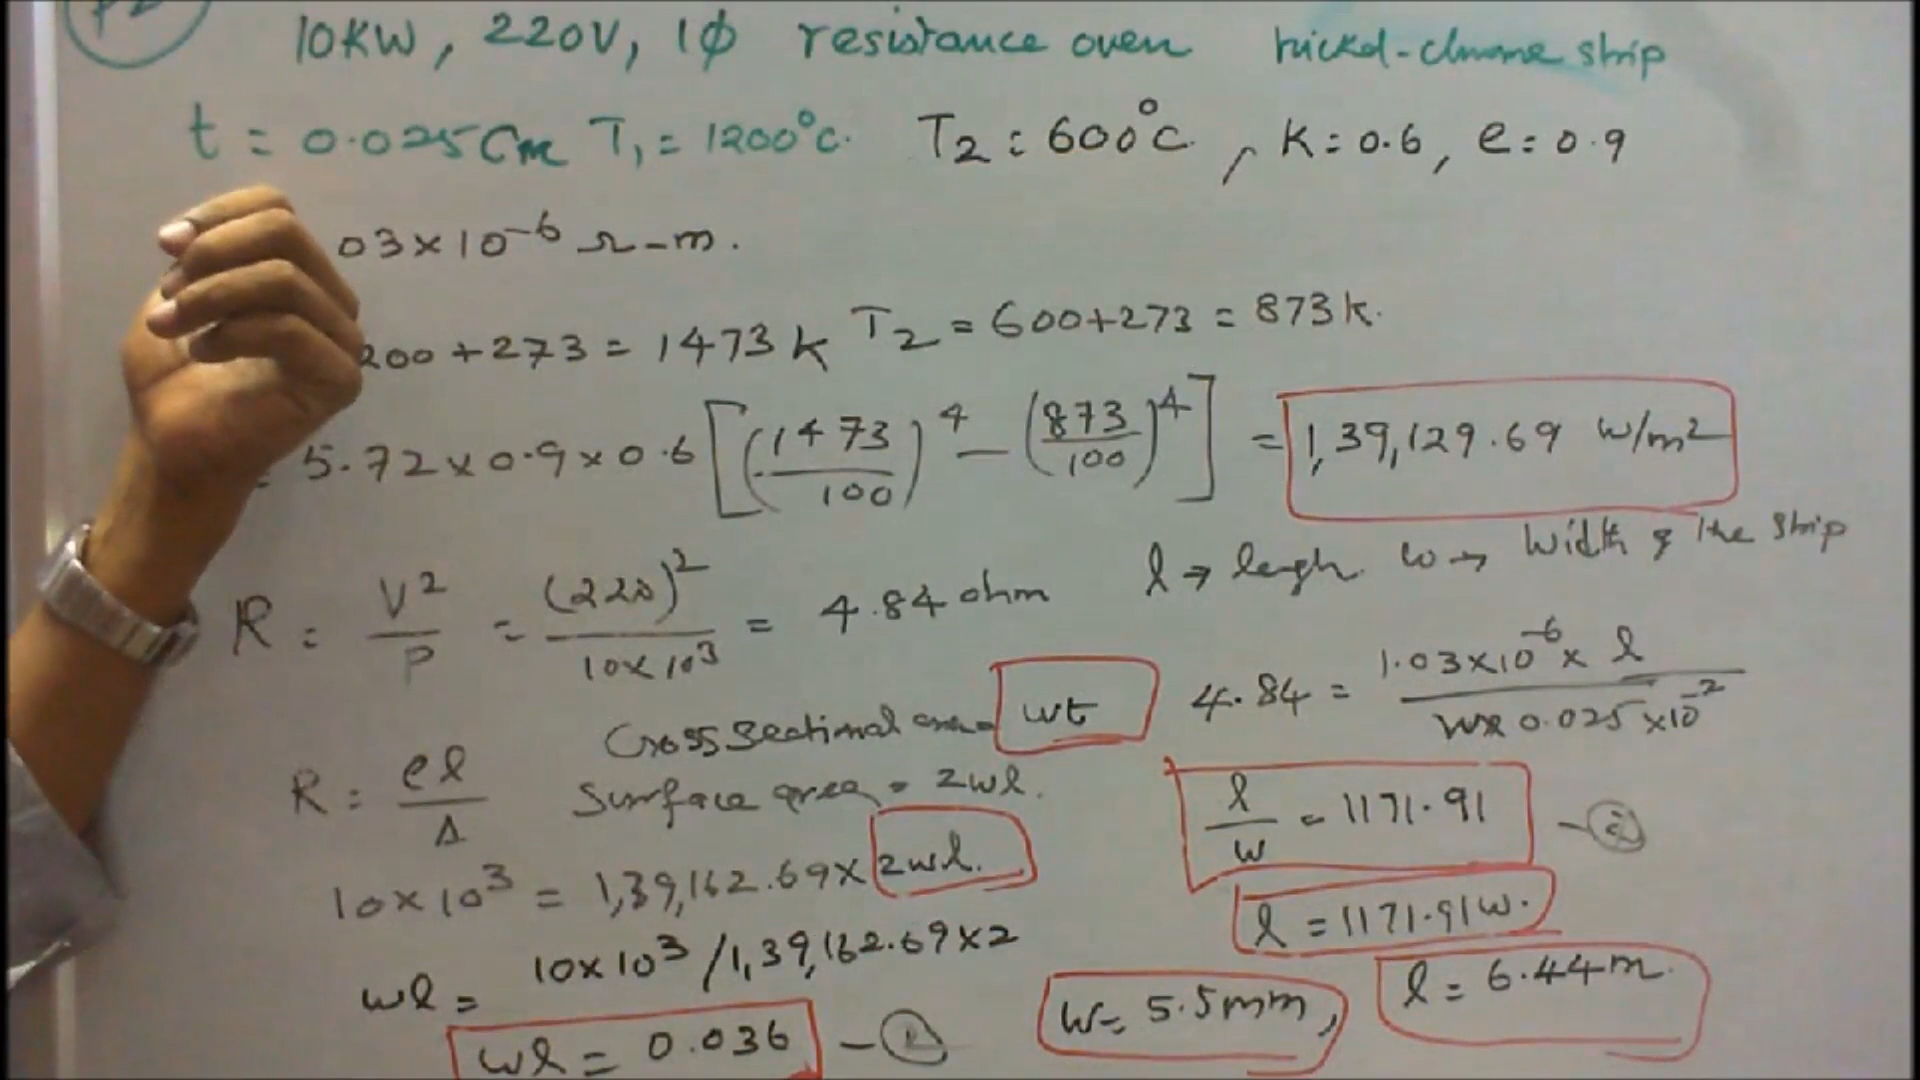 P2
10KW, 220V, 1ϕ resistance oven nickel-chrome strip
t = 0.025 Cm T₁ = 1200°c. T₂ = 600°c, K = 0.6, e = 0.9
03×10⁻⁶ Ω-m.
200+273 = 1473k T₂ = 600+273 = 873k.
= 5.72×0.9×0.6 [(1473/100)⁴ - (873/100)⁴] = 1,39,129.69 W/m²
l → length w → Width of the strip
R = V²/P = (220)²/10×10³ = 4.84 ohm
4.84 = 1.03×10⁻⁶× l / w×0.025×10⁻²
Cross sectional area = wt
R = ρl/A Surface area = 2wl.
l/w = 1171.91 - 2
10×10³ = 1,39,162.69×2wl.
l = 1171.91w.
wl = 10×10³/1,39,162.69×2
w = 5.5mm, l = 6.44m.
wl = 0.036 - 1